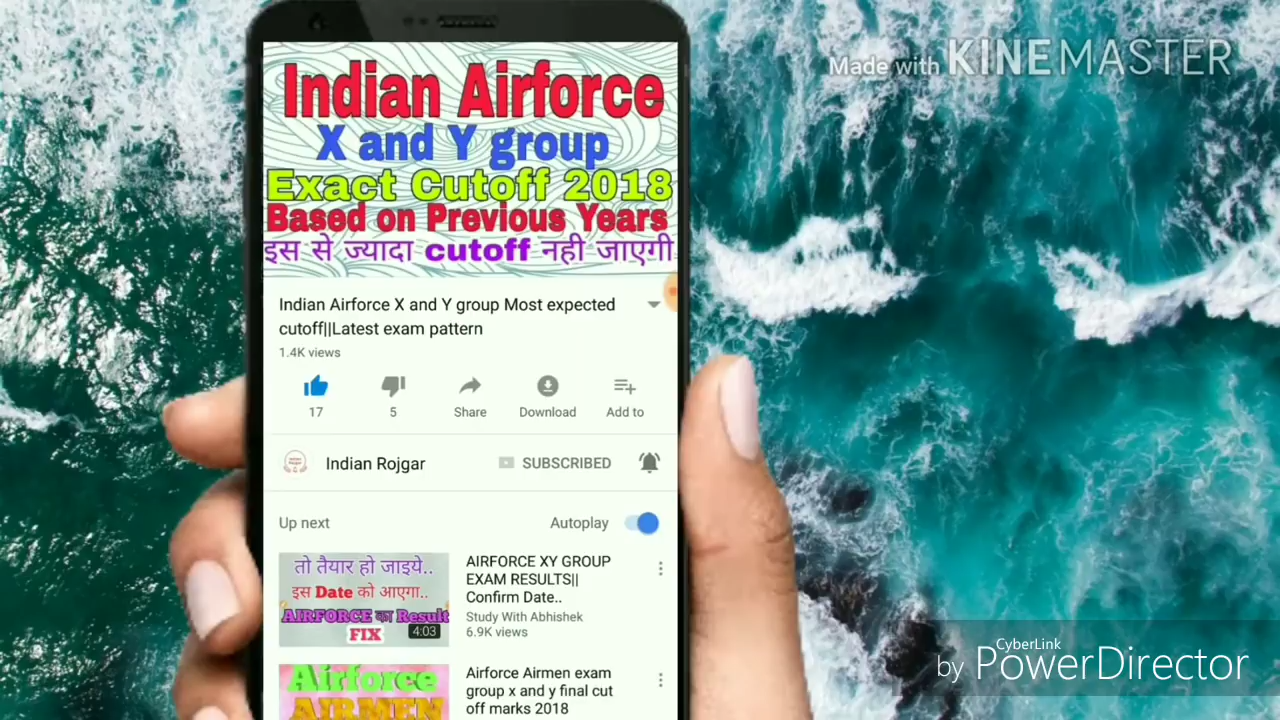 Made with KINEMASTER
Indian Airforce
X and Y group
Exact Cutoff 2018
Based on Previous Years
इस से ज्यादा cutoff नही जाएगी
Indian Airforce X and Y group Most expected
cutoff||Latest exam pattern
1.4K views
17
5
Share
Download
Add to
Indian Rojgar
SUBSCRIBED
Up next
Autoplay
तो तैयार हो जाइये..
इस Date को आएगा..
AIRFORCE का Result
FIX
4:03
AIRFORCE XY GROUP
EXAM RESULTS||
Confirm Date..
Study With Abhishek
6.9K views
Airforce
AIRMEN
Airforce Airmen exam
group x and y final cut
off marks 2018
CyberLink
by PowerDirector